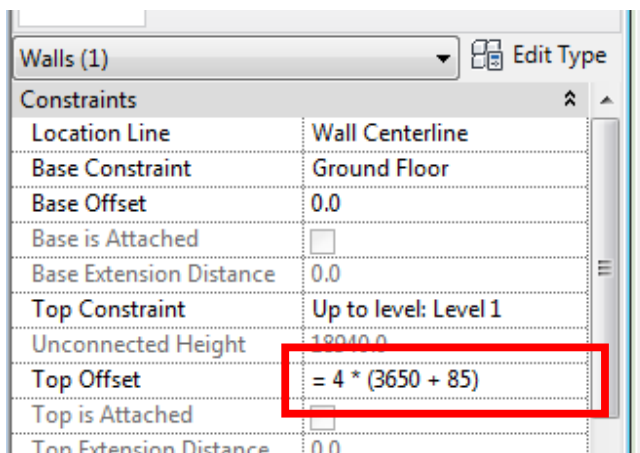 Walls (1) Edit Type
Constraints
Location Line Wall Centerline
Base Constraint Ground Floor
Base Offset 0.0
Base is Attached
Base Extension Distance 0.0
Top Constraint Up to level: Level 1
Unconnected Height 18940.0
Top Offset = 4 * (3650 + 85)
Top is Attached
Top Extension Distance 0.0